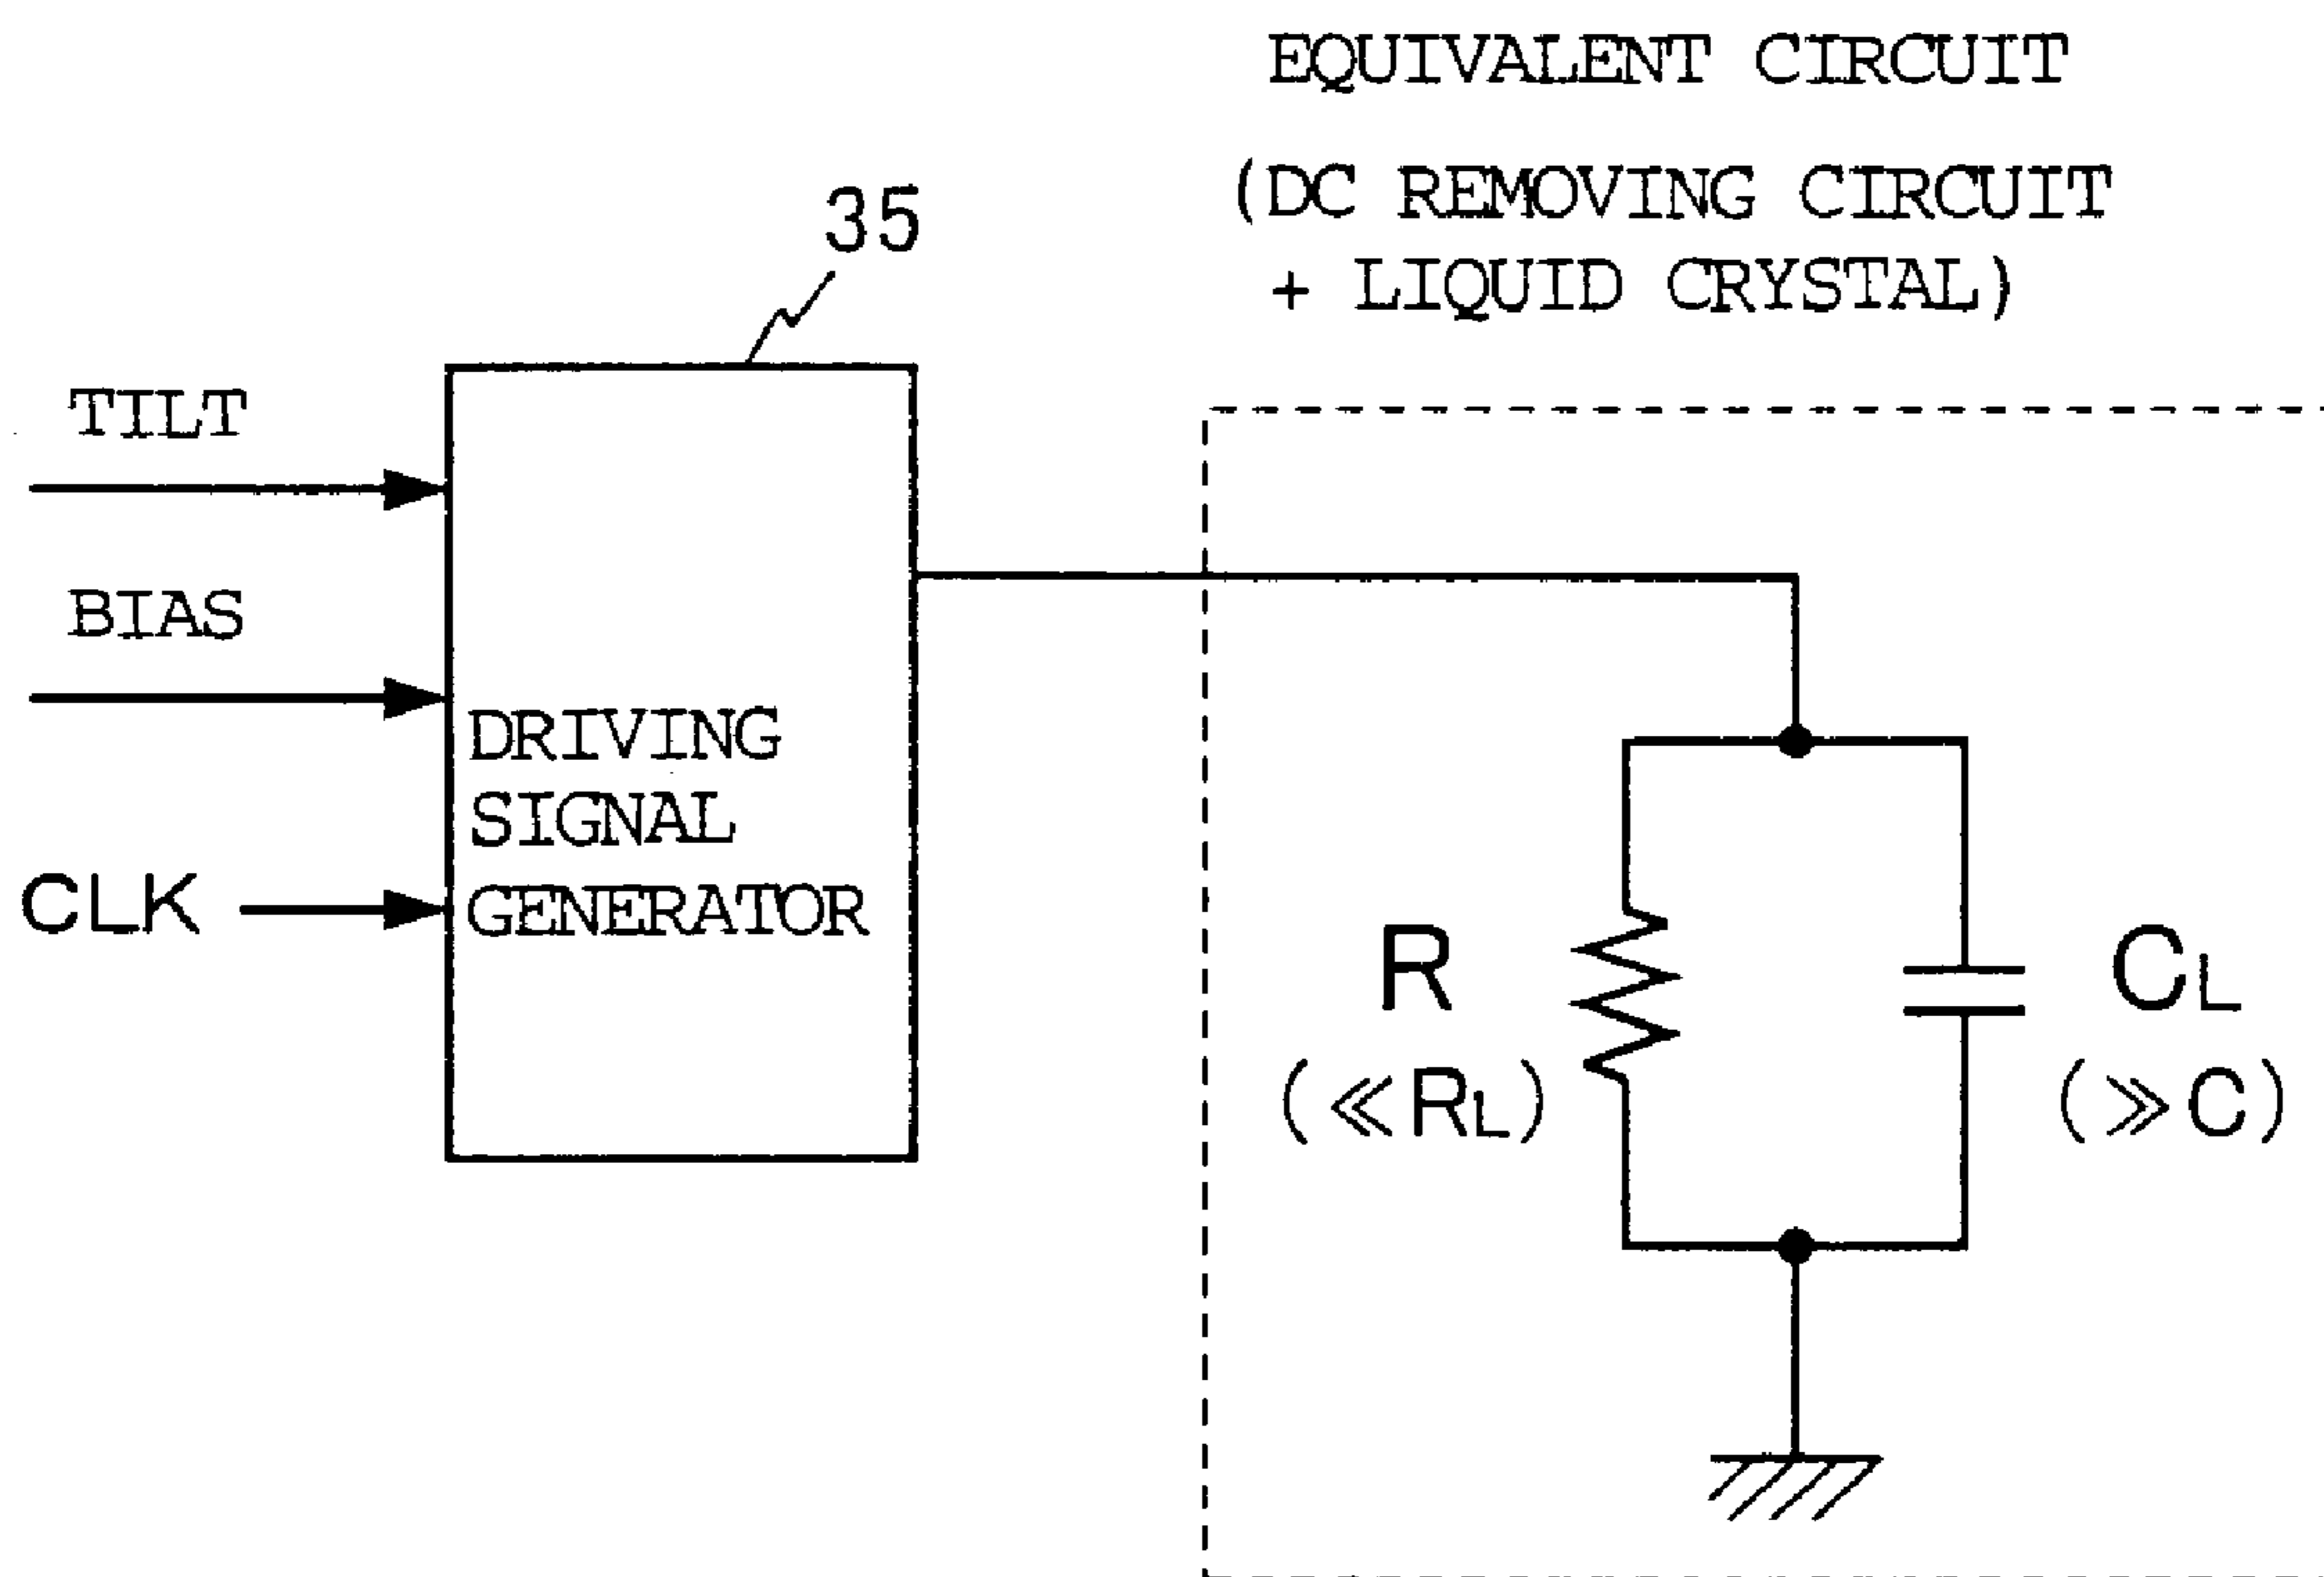 EQUIVALENT CIRCUIT
(DC REMOVING CIRCUIT
+ LIQUID CRYSTAL)
35
TILT
BIAS
CLK
DRIVING
SIGNAL
GENERATOR
R
(≪RL)
CL
(≫C)